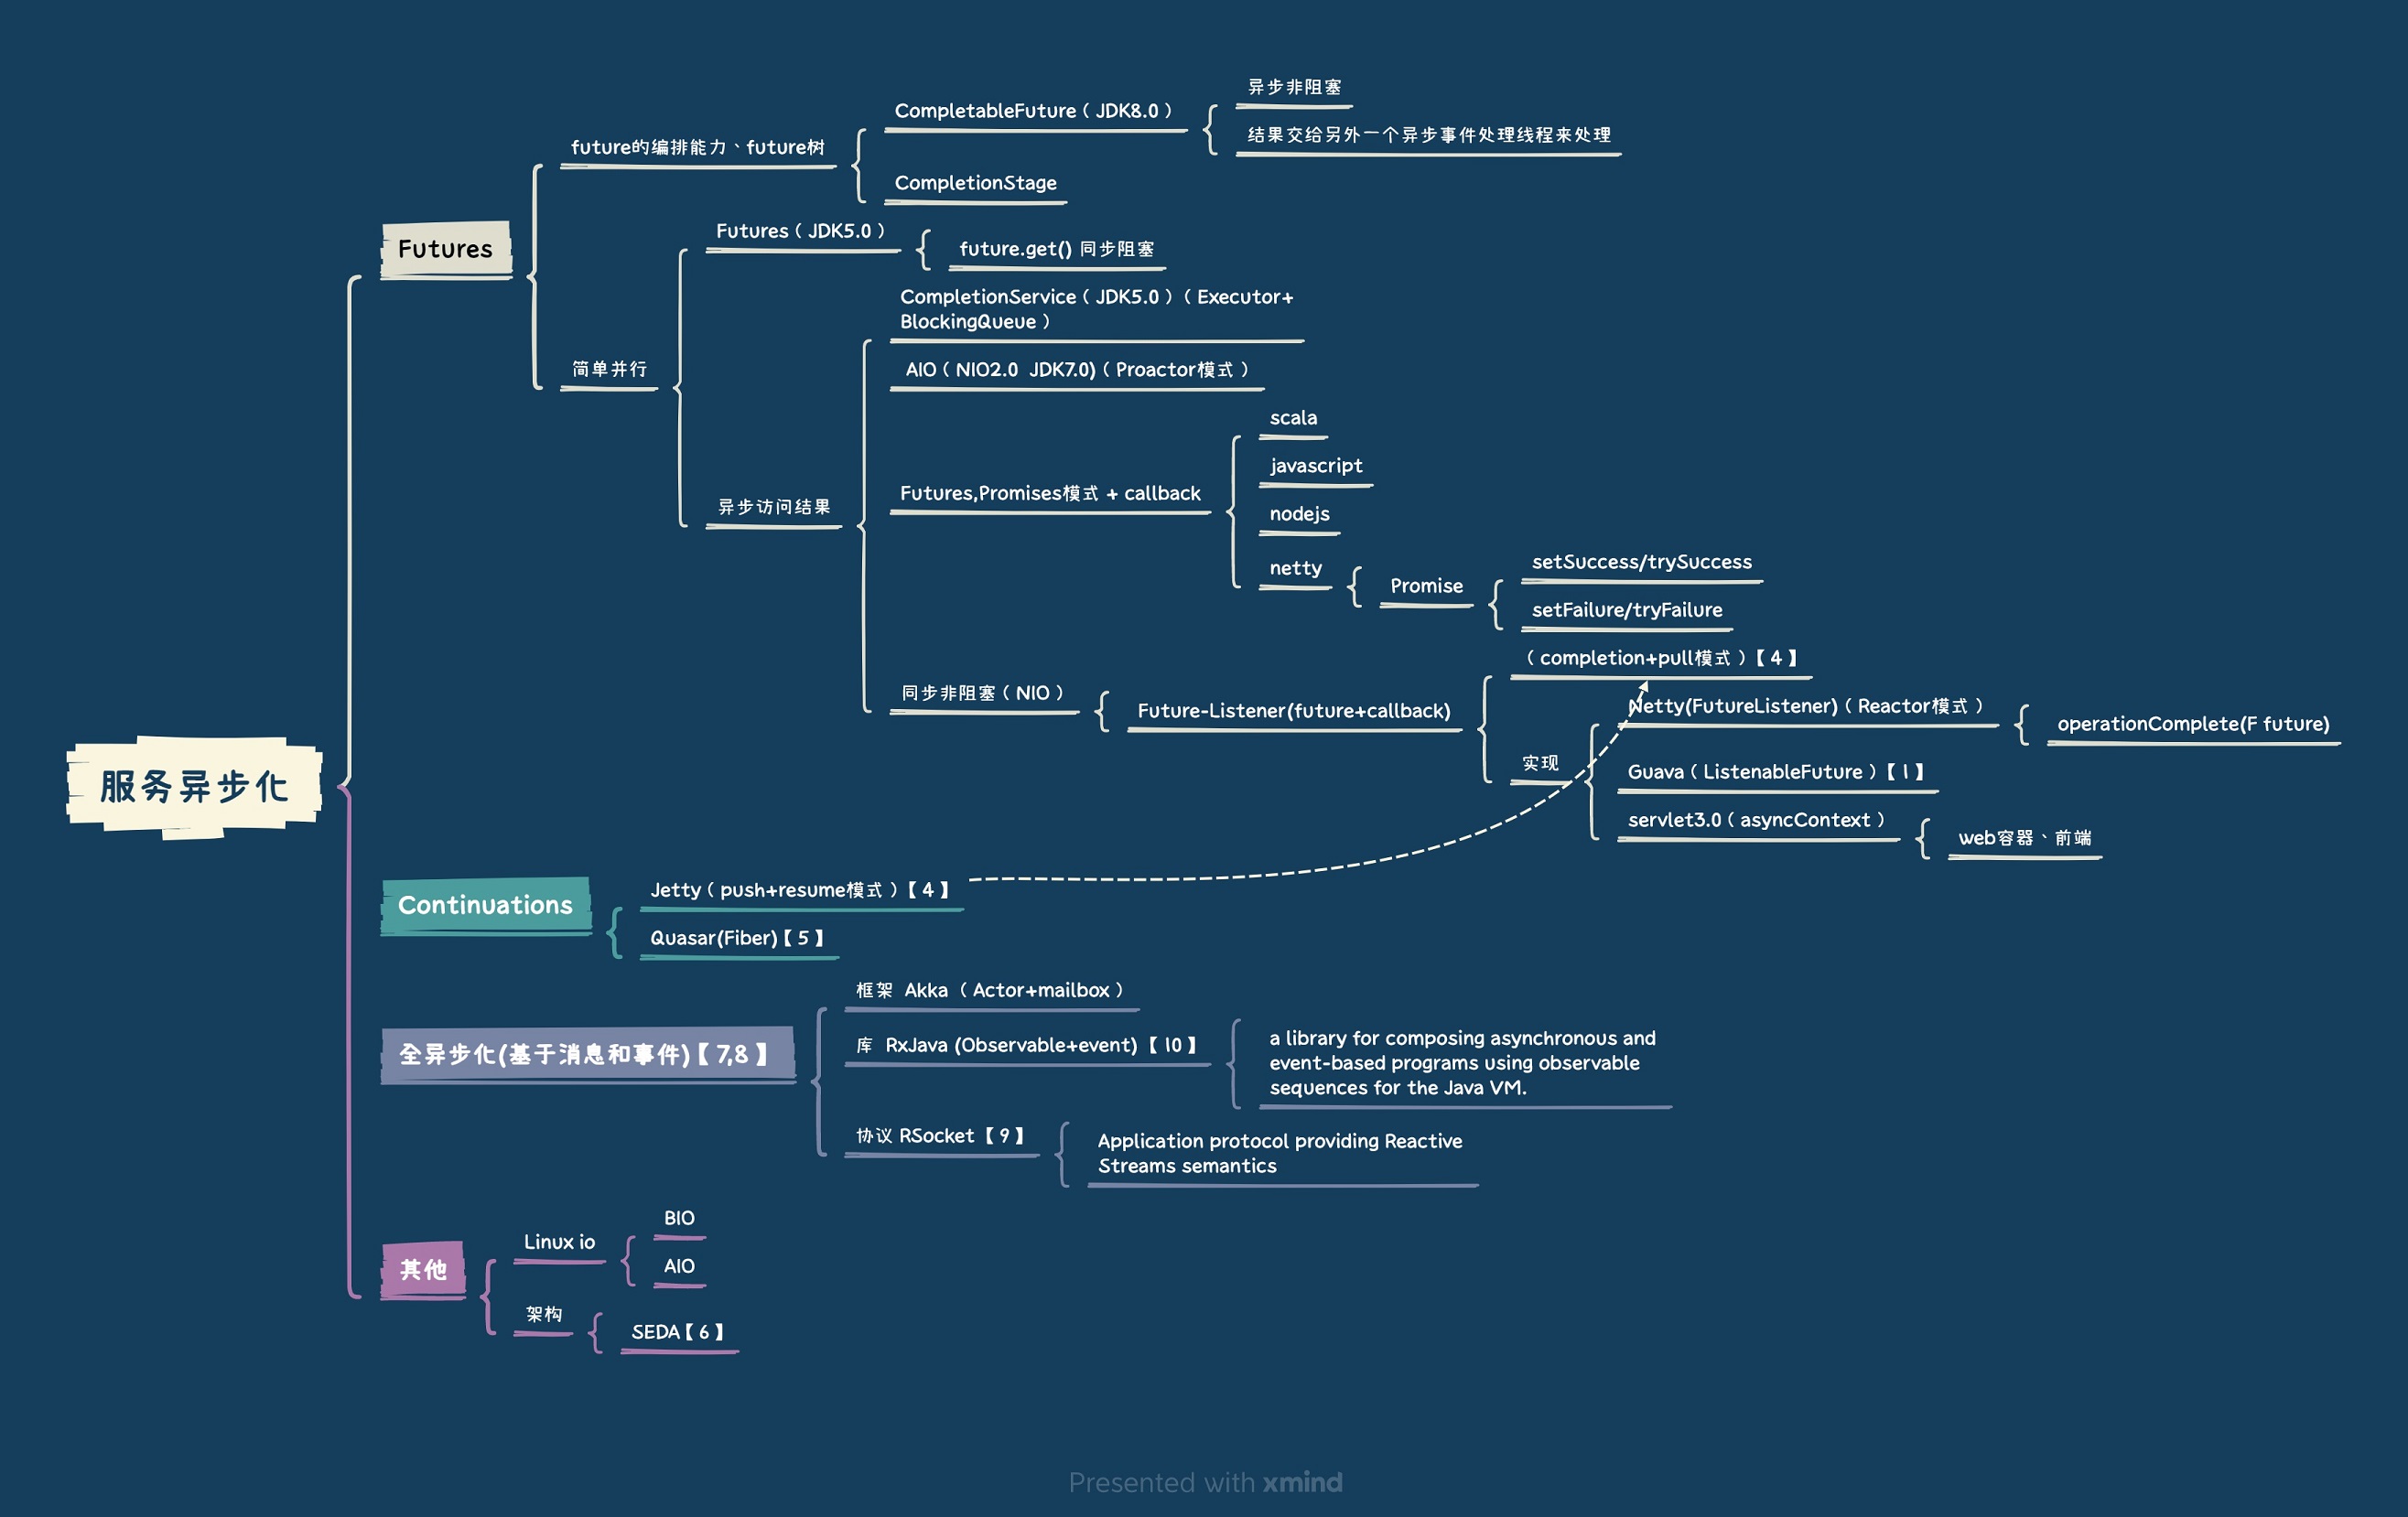 服务异步化
Futures
future的编排能力、future树
CompletableFuture（JDK8.0）
异步非阻塞
结果交给另外一个异步事件处理线程来处理
CompletionStage
简单并行
Futures（JDK5.0）
future.get() 同步阻塞
异步访问结果
CompletionService（JDK5.0）（Executor+
BlockingQueue）
AIO（NIO2.0  JDK7.0)（Proactor模式）
Futures,Promises模式 + callback
scala
javascript
nodejs
netty
Promise
setSuccess/trySuccess
setFailure/tryFailure
同步非阻塞（NIO）
Future-Listener(future+callback)
（completion+pull模式）【4】
实现
Netty(FutureListener)（Reactor模式）
operationComplete(F future)
Guava（ListenableFuture）【1】
servlet3.0（asyncContext）
web容器、前端
Continuations
Jetty（push+resume模式）【4】
Quasar(Fiber)【5】
全异步化(基于消息和事件)【7,8】
框架  Akka（Actor+mailbox）
库  RxJava (Observable+event)【10】
a library for composing asynchronous and
event-based programs using observable
sequences for the Java VM.
协议 RSocket【9】
Application protocol providing Reactive
Streams semantics
其他
Linux io
BIO
AIO
架构
SEDA【6】
Presented with xmind